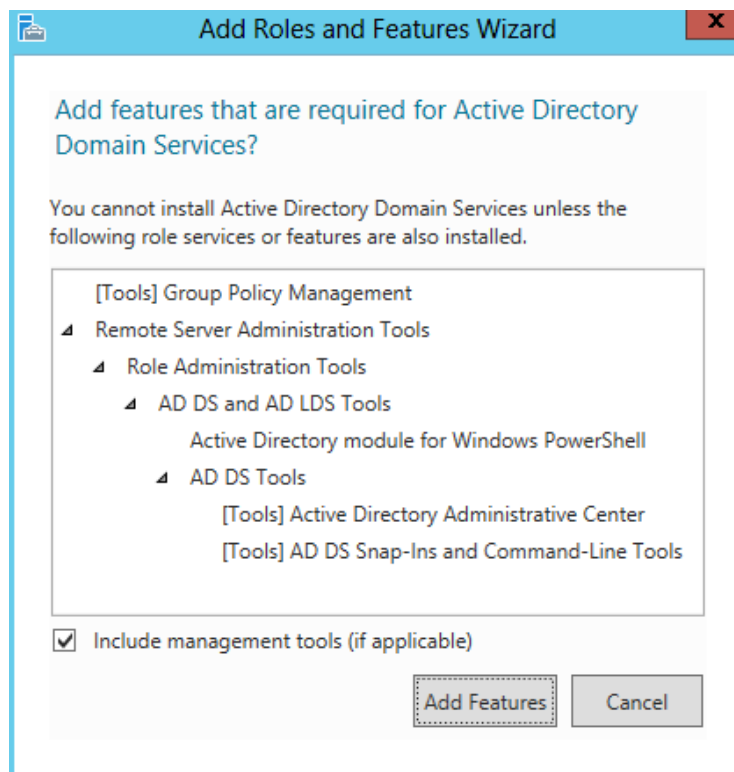 Add Roles and Features Wizard
x
Add features that are required for Active Directory
Domain Services?
You cannot install Active Directory Domain Services unless the
following role services or features are also installed.
[Tools] Group Policy Management
Remote Server Administration Tools
Role Administration Tools
AD DS and AD LDS Tools
Active Directory module for Windows PowerShell
AD DS Tools
[Tools] Active Directory Administrative Center
[Tools] AD DS Snap-Ins and Command-Line Tools
Include management tools (if applicable)
Add Features
Cancel